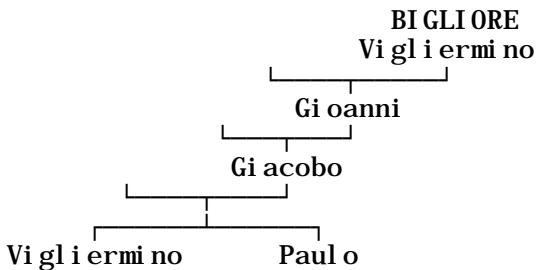 BIGLIORE
Vigliermino
Gioanni
Giacobo
Vigliermino Paulo